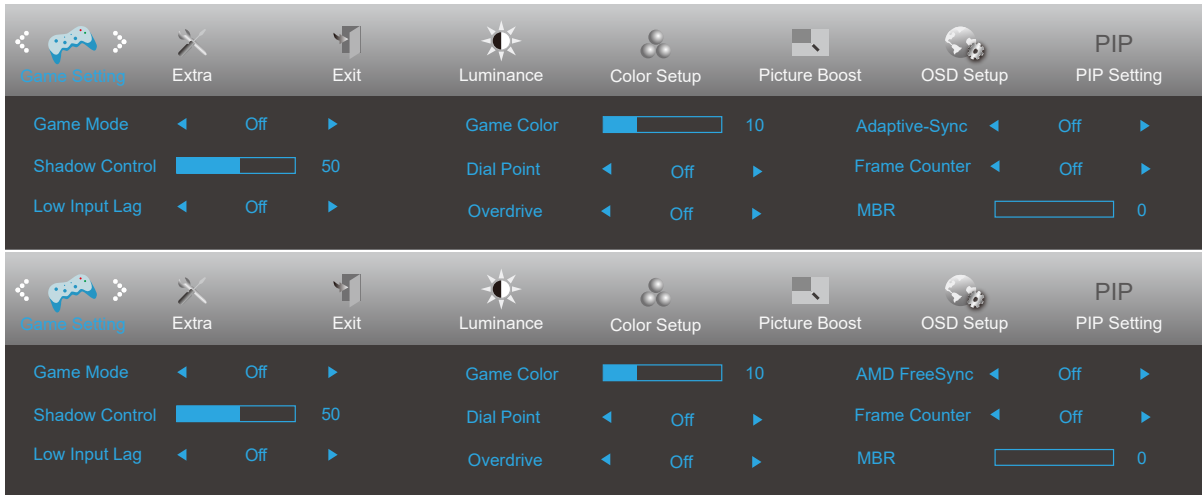 PIP
Game Setting Extra Exit Luminance Color Setup Picture Boost OSD Setup PIP Setting
Game Mode Off Game Color 10 Adaptive-Sync Off
Shadow Control 50 Dial Point Off Frame Counter Off
Low Input Lag Off Overdrive Off MBR 0
PIP
Game Setting Extra Exit Luminance Color Setup Picture Boost OSD Setup PIP Setting
Game Mode Off Game Color 10 AMD FreeSync Off
Shadow Control 50 Dial Point Off Frame Counter Off
Low Input Lag Off Overdrive Off MBR 0